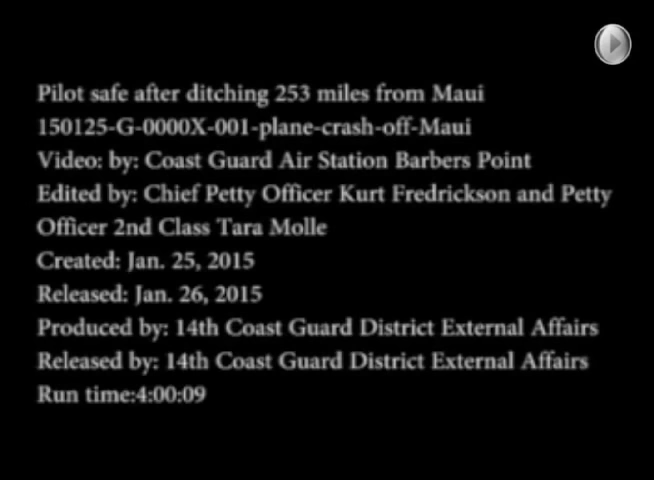 Pilot safe after ditching 253 miles from Maui
150125-G-0000X-001-plane-crash-off-Maui
Video: by: Coast Guard Air Station Barbers Point
Edited by: Chief Petty Officer Kurt Fredrickson and Petty
Officer 2nd Class Tara Molle
Created: Jan. 25, 2015
Released: Jan. 26, 2015
Produced by: 14th Coast Guard District External Affairs
Released by: 14th Coast Guard District External Affairs
Run time:4:00:09